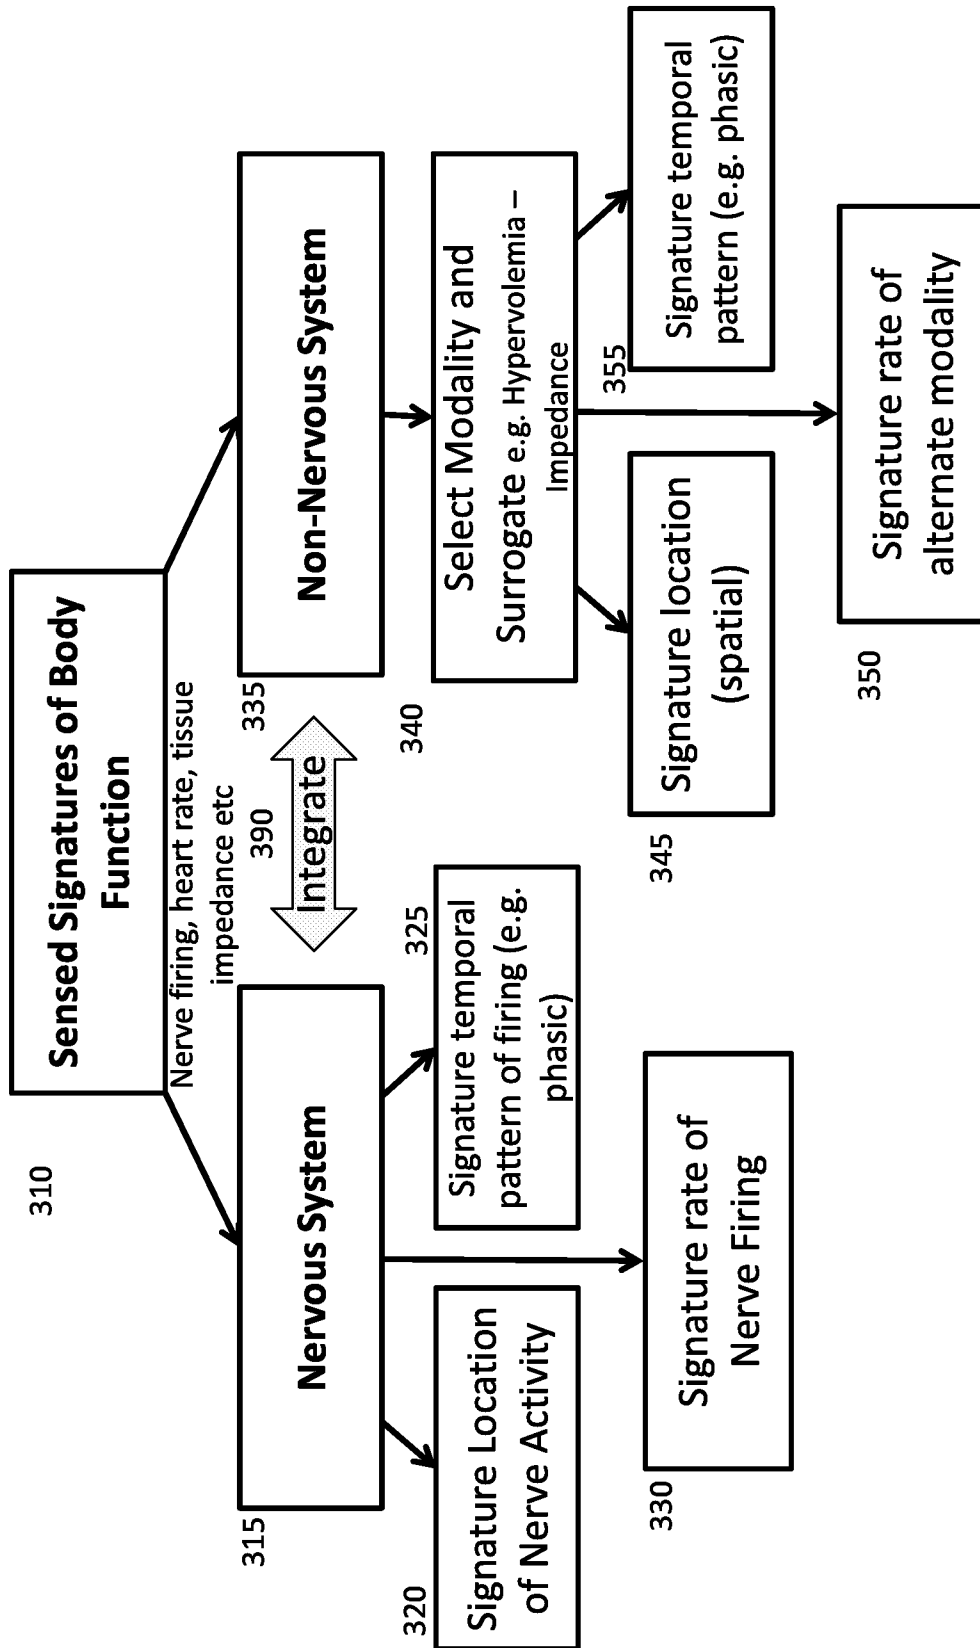 310
Sensed Signatures of Body
Function
Nerve firing, heart rate, tissue
impedance etc
315
Nervous System
390
Integrate
335
Non-Nervous System
320
Signature Location
of Nerve Activity
325
Signature temporal
pattern of firing (e.g.
phasic)
330
Signature rate of
Nerve Firing
340
Select Modality and
Surrogate e.g. Hypervolemia –
Impedance
345
Signature location
(spatial)
355
Signature temporal
pattern (e.g. phasic)
350
Signature rate of
alternate modality